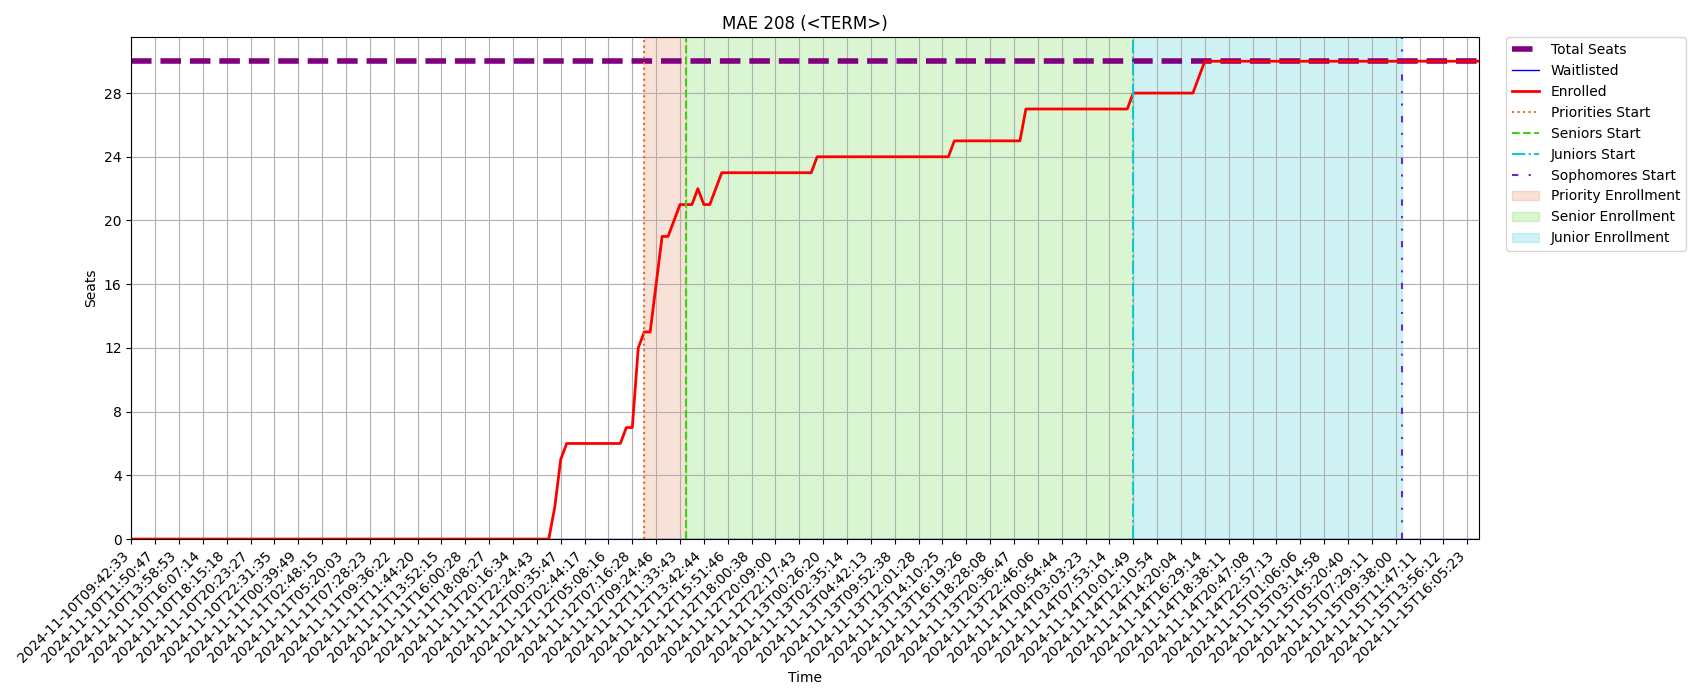 MAE 208 (<TERM>)
Total Seats
Waitlisted
Enrolled
Priorities Start
Seniors Start
Juniors Start
Sophomores Start
Priority Enrollment
Senior Enrollment
Junior Enrollment
Seats
28
24
20
16
12
8
4
0
2024-11-10T09:42:33
2024-11-10T11:50:47
2024-11-10T13:58:53
2024-11-10T16:07:14
2024-11-10T18:15:18
2024-11-10T20:23:27
2024-11-10T22:31:35
2024-11-11T00:39:49
2024-11-11T02:48:15
2024-11-11T05:20:03
2024-11-11T07:28:23
2024-11-11T09:36:22
2024-11-11T11:44:20
2024-11-11T13:52:15
2024-11-11T16:00:28
2024-11-11T18:08:27
2024-11-11T20:16:34
2024-11-11T22:24:43
2024-11-12T00:35:47
2024-11-12T02:44:17
2024-11-12T05:08:16
2024-11-12T07:16:28
2024-11-12T09:24:46
2024-11-12T11:33:43
2024-11-12T13:42:44
2024-11-12T15:51:46
2024-11-12T18:00:38
2024-11-12T20:09:00
2024-11-12T22:17:43
2024-11-13T00:26:20
2024-11-13T02:35:14
2024-11-13T04:42:13
2024-11-13T09:52:38
2024-11-13T12:01:28
2024-11-13T14:10:25
2024-11-13T16:19:26
2024-11-13T18:28:08
2024-11-13T20:36:47
2024-11-13T22:46:06
2024-11-14T00:54:44
2024-11-14T03:03:23
2024-11-14T07:53:14
2024-11-14T10:01:49
2024-11-14T12:10:54
2024-11-14T14:20:04
2024-11-14T16:29:14
2024-11-14T18:38:11
2024-11-14T20:47:08
2024-11-14T22:57:13
2024-11-15T01:06:06
2024-11-15T03:14:58
2024-11-15T05:20:40
2024-11-15T07:29:11
2024-11-15T09:38:00
2024-11-15T11:47:11
2024-11-15T13:56:12
2024-11-15T16:05:23
Time